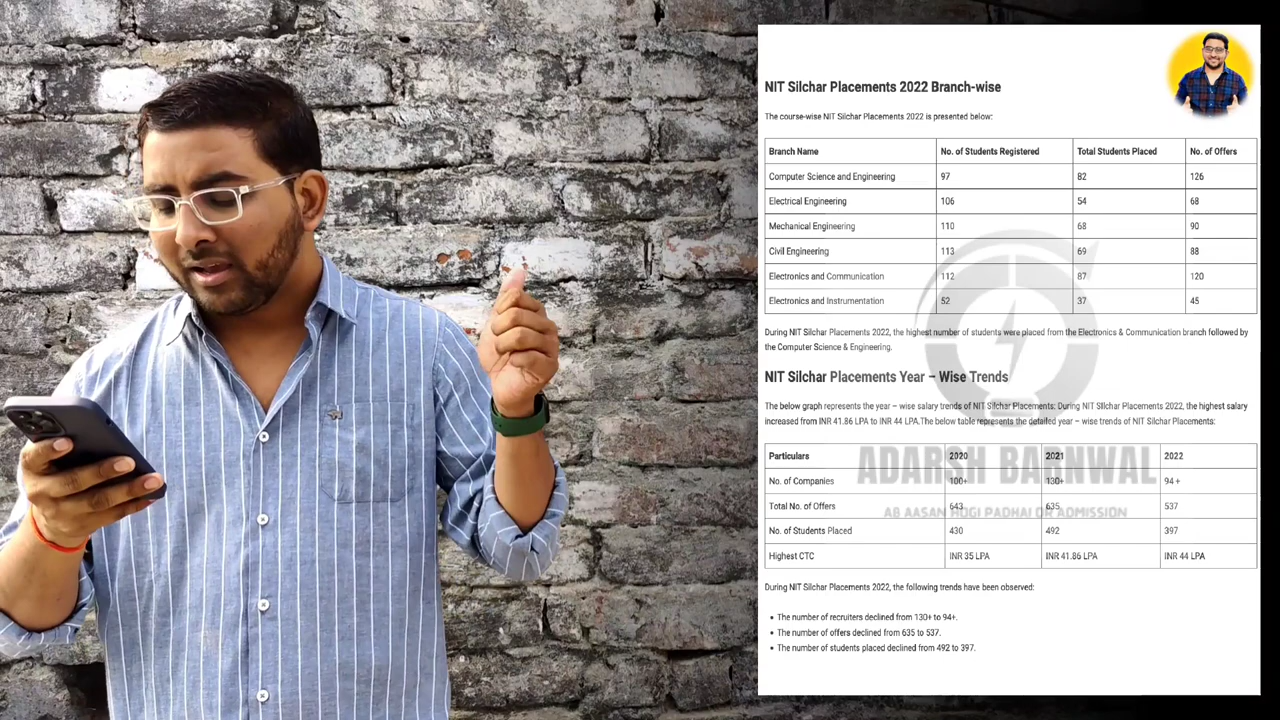 NIT Silchar Placements 2022 Branch-wise
The course-wise NIT Silchar Placements 2022 is presented below:
Branch Name No. of Students Registered Total Students Placed No. of Offers
Computer Science and Engineering 97 82 126
Electrical Engineering 106 54 68
Mechanical Engineering 110 68 90
Civil Engineering 113 69 88
Electronics and Communication 112 87 120
Electronics and Instrumentation 52 37 45
During NIT Silchar Placements 2022, the highest number of students were placed from the Electronics & Communication branch followed by
the Computer Science & Engineering.
NIT Silchar Placements Year – Wise Trends
The below graph represents the year – wise salary trends of NIT Silchar Placements: During NIT Silchar Placements 2022, the highest salary
increased from INR 41.86 LPA to INR 44 LPA.The below table represents the detailed year – wise trends of NIT Silchar Placements:
Particulars 2020 2021 2022
ADARSH BARNWAL
No. of Companies 100+ 130+ 94 +
Total No. of Offers 643 635 537
AB AASAN HOGI PADHAI OR ADMISSION
No. of Students Placed 430 492 397
Highest CTC INR 35 LPA INR 41.86 LPA INR 44 LPA
During NIT Silchar Placements 2022, the following trends have been observed:
• The number of recruiters declined from 130+ to 94+.
• The number of offers declined from 635 to 537.
• The number of students placed declined from 492 to 397.